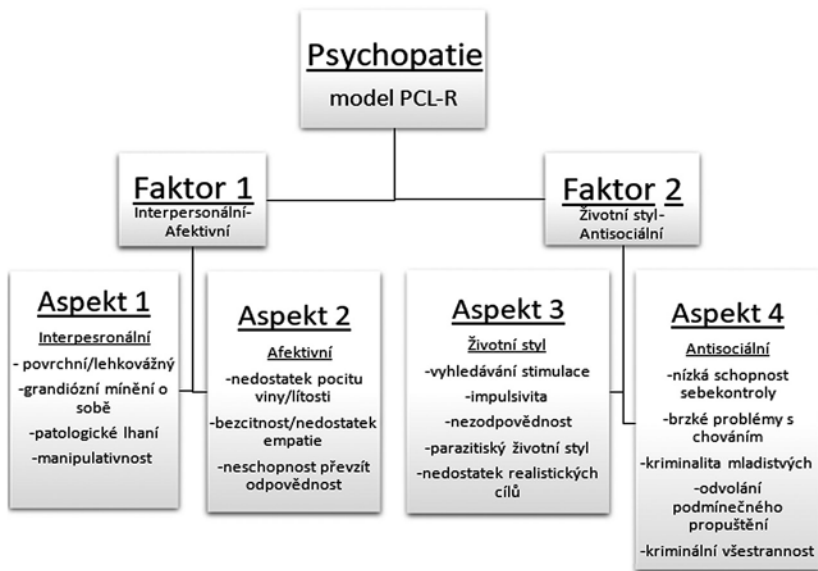 Psychopatie
model PCL-R
Faktor 1
Interpersonální-
Afektivní
Faktor 2
Životní styl-
Antisociální
Aspekt 1
Interpesronální
- povrchní/lehkovážný
-grandiózní mínění o
sobě
-patologické lhaní
-manipulativnost
Aspekt 2
Afektivní
-nedostatek pocitu
viny/lítosti
-bezcitnost/nedostatek
empatie
-neschopnost převzít
odpovědnost
Aspekt 3
Životní styl
-vyhledávání stimulace
-impulsivita
-nezodpovědnost
-parazitiský životní styl
-nedostatek realistických
cílů
Aspekt 4
Antisociální
-nízká schopnost
sebekontroly
-brzké problémy s
chováním
-kriminalita mladistvých
-odvolání
podmínečného
propuštění
-kriminální všestrannost